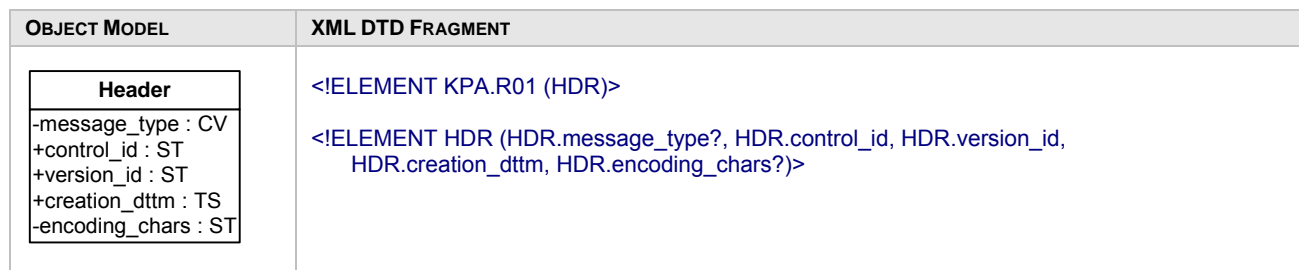 OBJECT MODEL
XML DTD FRAGMENT
Header
-message_type : CV
+control_id : ST
+version_id : ST
+creation_dttm : TS
-encoding_chars : ST
<!ELEMENT KPA.R01 (HDR)>
<!ELEMENT HDR (HDR.message_type?, HDR.control_id, HDR.version_id,
HDR.creation_dttm, HDR.encoding_chars?)>